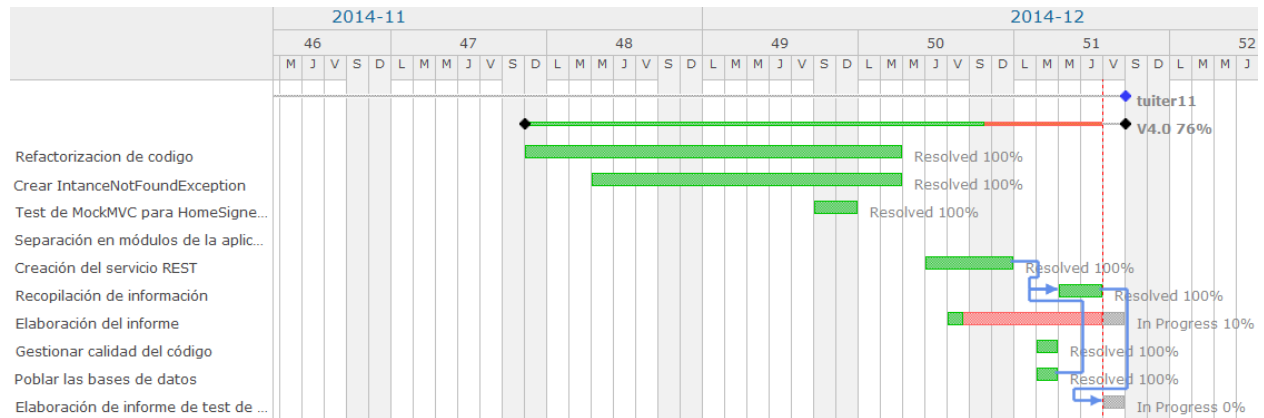 2014-11 2014-12
46 47 48 49 50 51 52
M J V S D L M M J V S D L M M J V S D L M M J V S D L M M J V S D L M M J V S D L M M J
tuiter11
V4.0 76%
Refactorizacion de codigo Resolved 100%
Crear IntanceNotFoundException Resolved 100%
Test de MockMVC para HomeSigne... Resolved 100%
Separación en módulos de la aplic...
Creación del servicio REST Resolved 100%
Recopilación de información Resolved 100%
Elaboración del informe In Progress 10%
Gestionar calidad del código Resolved 100%
Poblar las bases de datos Resolved 100%
Elaboración de informe de test de ... In Progress 0%